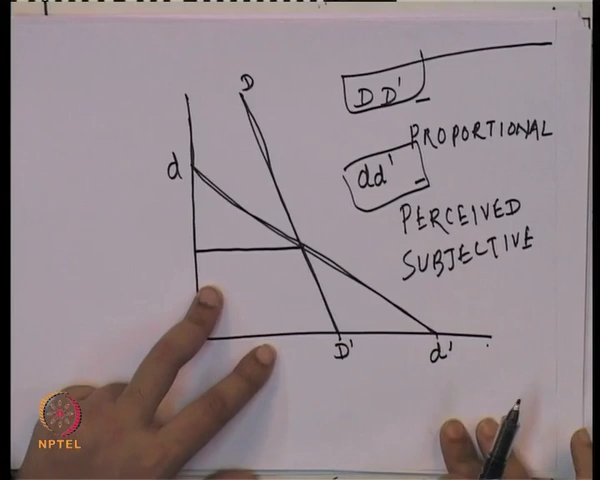 D
DD'
PROPORTIONAL
d
dd'
PERCEIVED
SUBJECTIVE
D'
d'
NPTEL